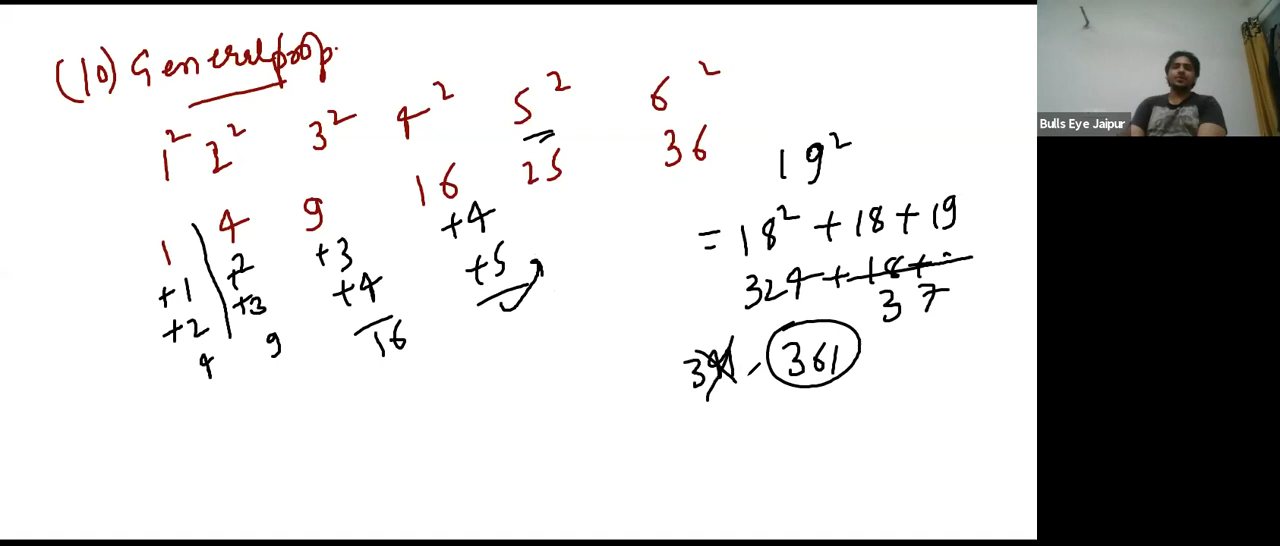 (10) General prop.
1² 2² 3² 4² 5² 6²
1 4 9 16 25 36
+1 +2 +3 +4
+2 +3 +4 +5
4 9 16
19²
= 18² + 18 + 19
324 + 18 +
37
361
Bulls Eye Jaipur